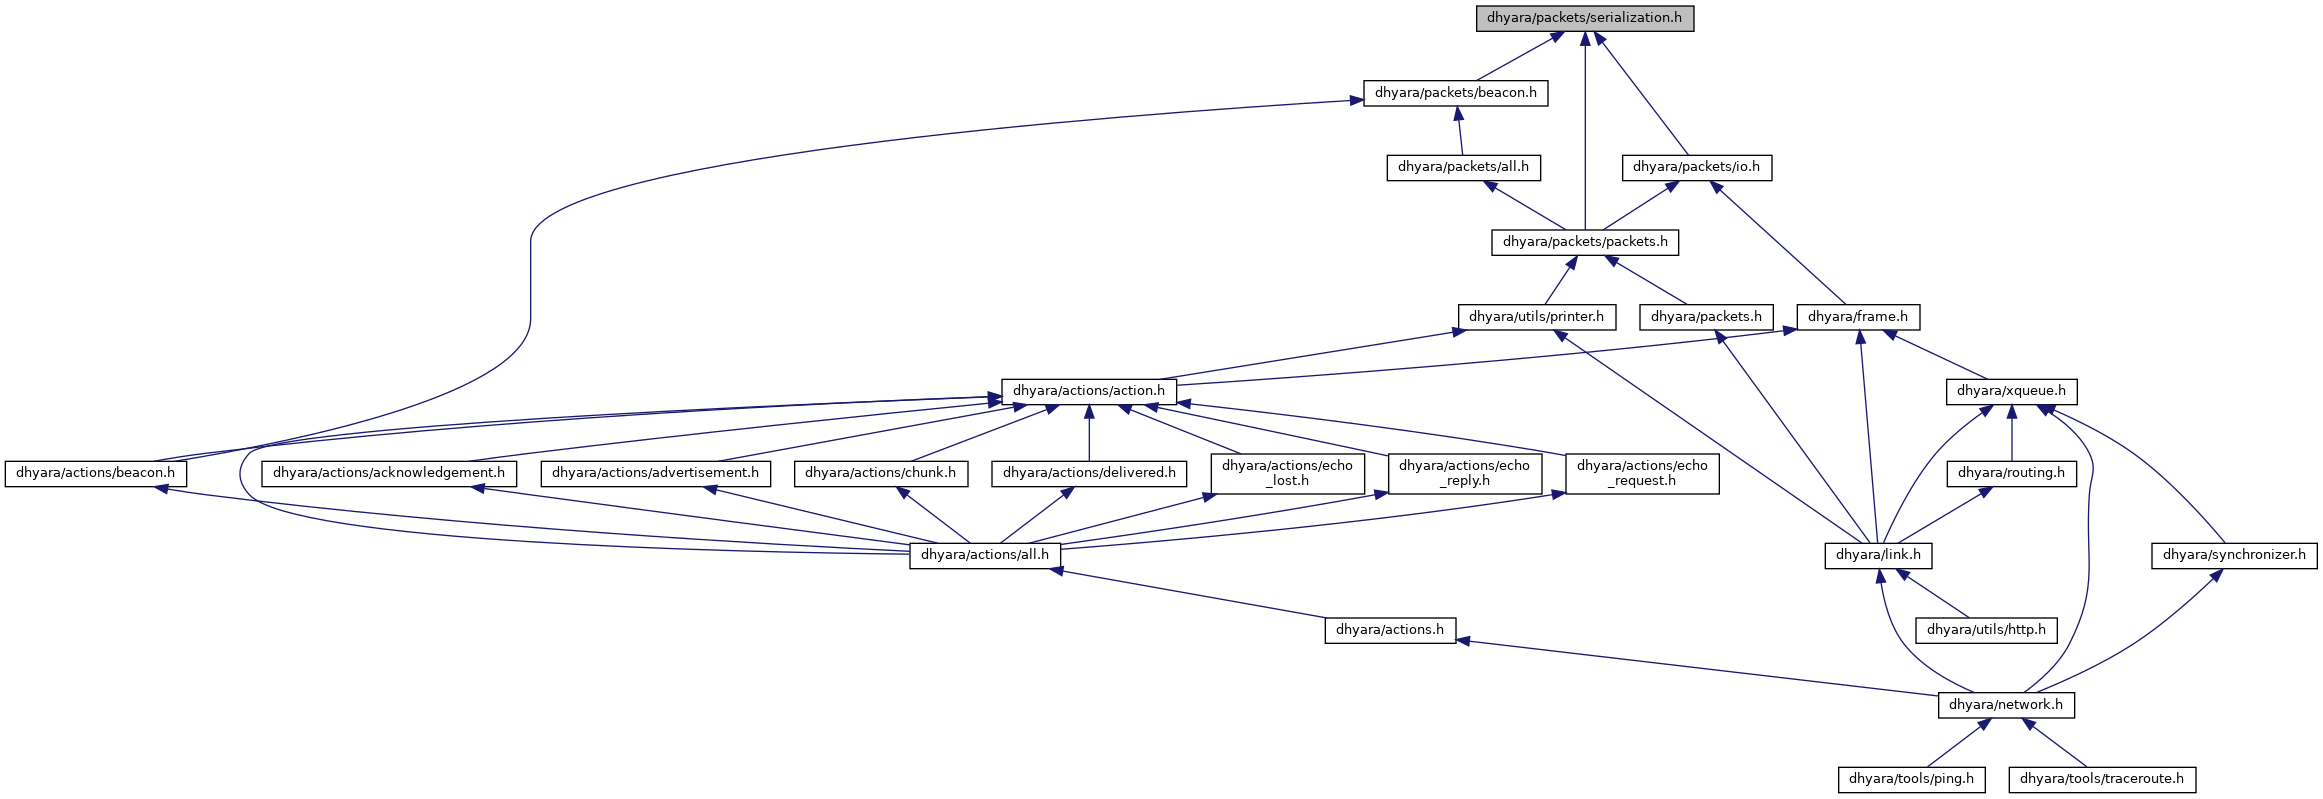 dhyara/packets/serialization.h
dhyara/packets/beacon.h
dhyara/packets/all.h
dhyara/packets/io.h
dhyara/packets/packets.h
dhyara/utils/printer.h
dhyara/packets.h
dhyara/frame.h
dhyara/actions/action.h
dhyara/xqueue.h
dhyara/actions/beacon.h
dhyara/actions/acknowledgement.h
dhyara/actions/advertisement.h
dhyara/actions/chunk.h
dhyara/actions/delivered.h
dhyara/actions/echo
_lost.h
dhyara/actions/echo
_reply.h
dhyara/actions/echo
_request.h
dhyara/routing.h
dhyara/actions/all.h
dhyara/link.h
dhyara/synchronizer.h
dhyara/actions.h
dhyara/utils/http.h
dhyara/network.h
dhyara/tools/ping.h
dhyara/tools/traceroute.h